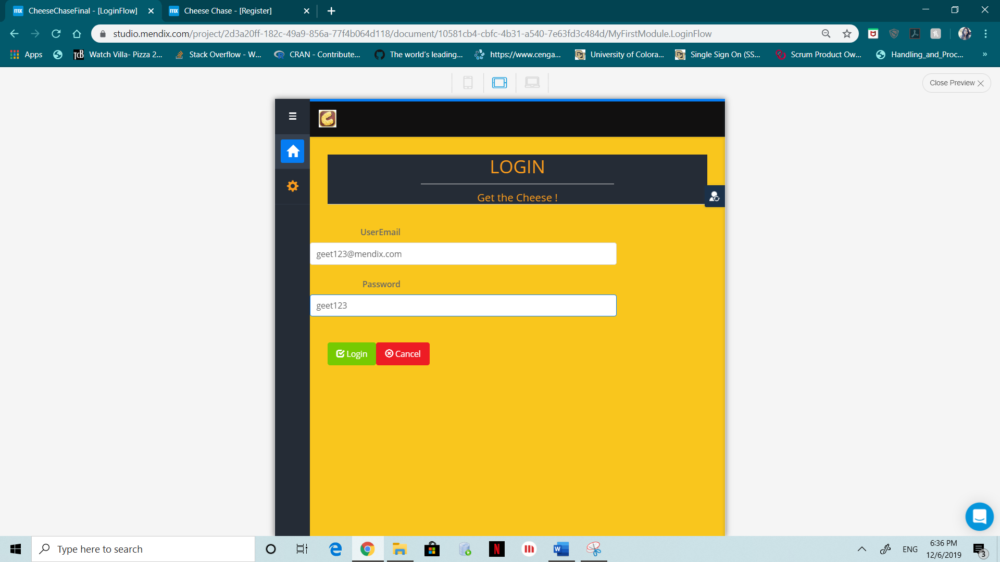 mx CheeseChaseFinal - [LoginFlow]
mx Cheese Chase - [Register]
studio.mendix.com/project/2d3a20ff-182c-49a9-856a-77f4b064d118/document/10581cb4-cbfc-4b31-a540-7e63fd3c484d/MyFirstModule.LoginFlow
Apps
TCB Watch Villa- Pizza 2...
Stack Overflow - W...
CRAN - Contribute...
The world's leading...
https://www.cenga...
University of Colora...
Single Sign On (SS...
Scrum Product Ow...
Handling_and_Proc...
»
Close Preview
LOGIN
Get the Cheese !
UserEmail
geet123@mendix.com
Password
geet123
Login
Cancel
Type here to search
ENG
6:36 PM
12/6/2019
3